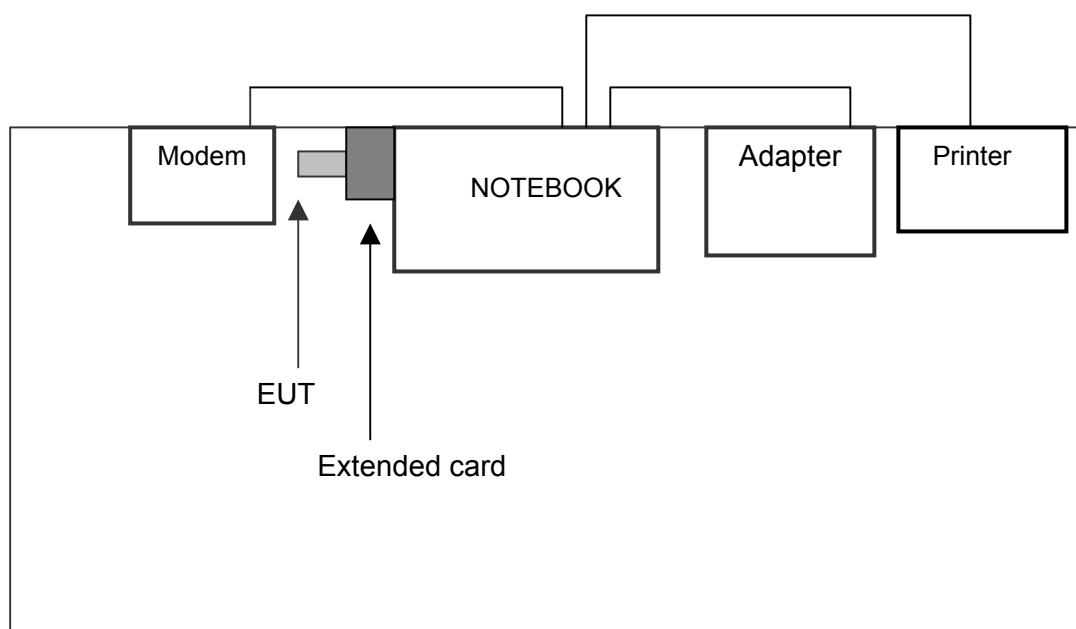 Modem
NOTEBOOK
Adapter
Printer
EUT
Extended card